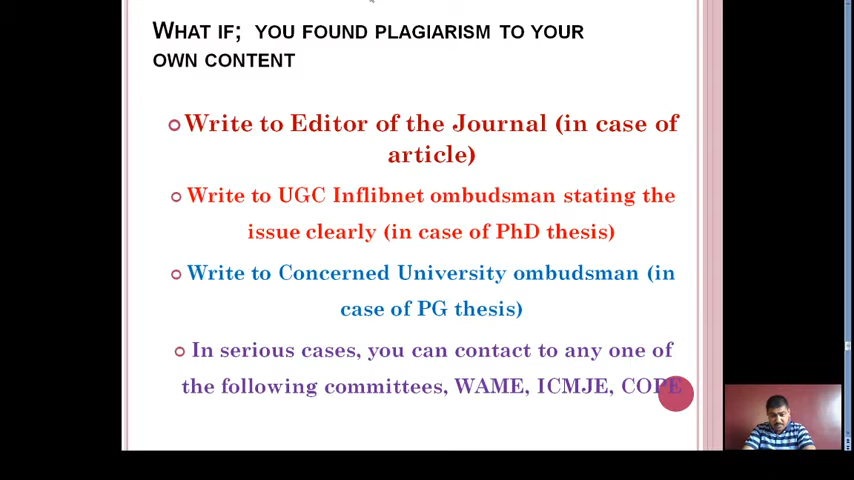 WHAT IF; YOU FOUND PLAGIARISM TO YOUR
OWN CONTENT
Write to Editor of the Journal (in case of
article)
Write to UGC Inflibnet ombudsman stating the
issue clearly (in case of PhD thesis)
Write to Concerned University ombudsman (in
case of PG thesis)
In serious cases, you can contact to any one of
the following committees, WAME, ICMJE, COPE